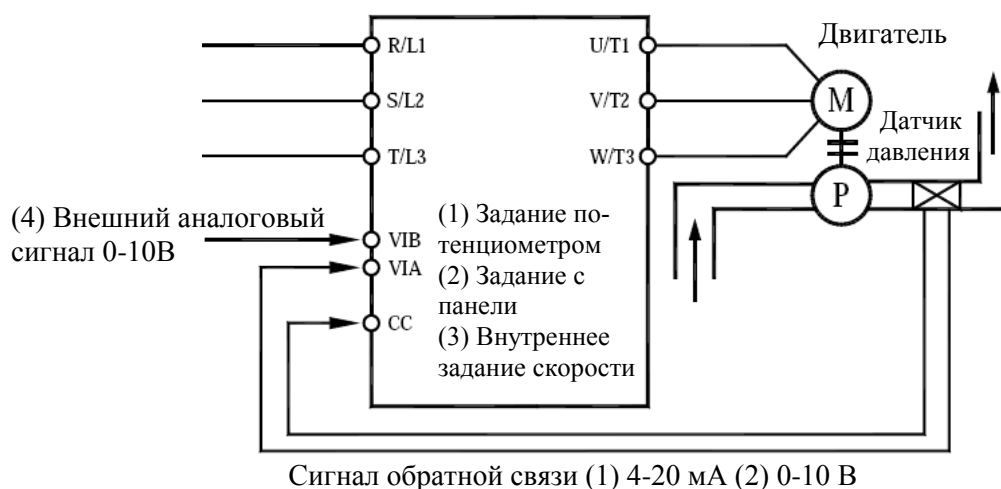 R/L1
U/T1
Двигатель
S/L2
V/T2
M
T/L3
W/T3
Датчик
давления
P
(4) Внешний аналоговый
сигнал 0-10В
VIB
VIA
CC
(1) Задание по-
тенциометром
(2) Задание с
панели
(3) Внутреннее
задание скорости
Сигнал обратной связи (1) 4-20 мА (2) 0-10 В